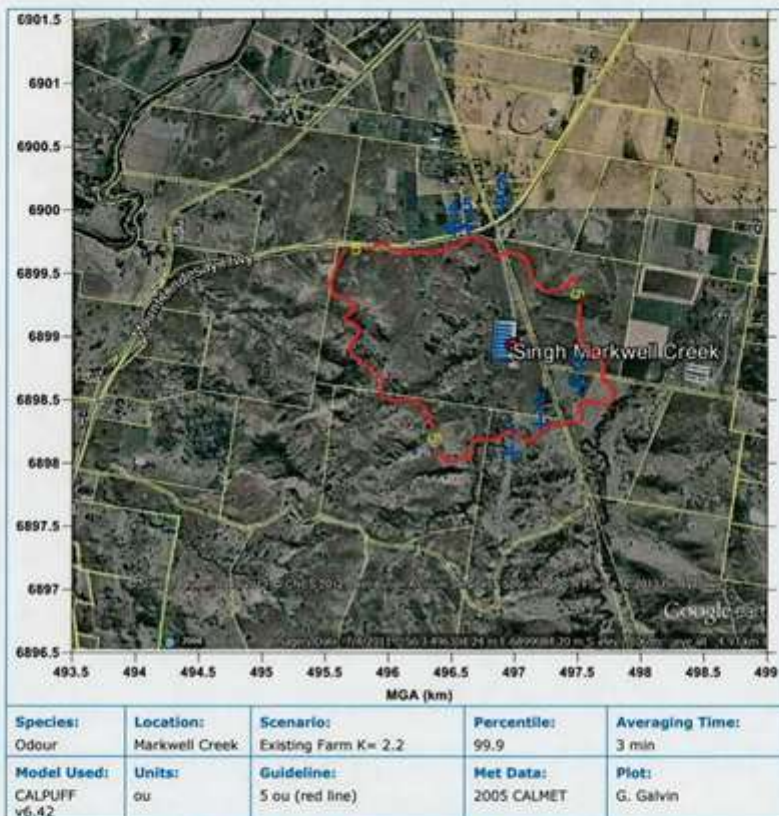 6901.5
6901
6900.5
6900
6899.5
6899
6898.5
6898
6897.5
6897
6896.5
5
5
5
Singh Markwell Creek
Google
493.5 494 494.5 495 495.5 496 496.5 497 497.5 498 498.5 499
MGA (km)
Species: Location: Scenario: Percentile: Averaging Time:
Odour Markwell Creek Existing Farm K= 2.2 99.9 3 min
Model Used: Units: Guideline: Met Data: Plot:
CALPUFF ou 5 ou (red line) 2005 CALMET G. Galvin
v6.42